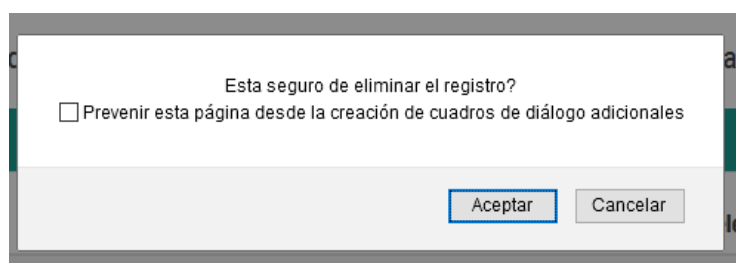 Esta seguro de eliminar el registro?
Prevenir esta página desde la creación de cuadros de diálogo adicionales
Aceptar Cancelar